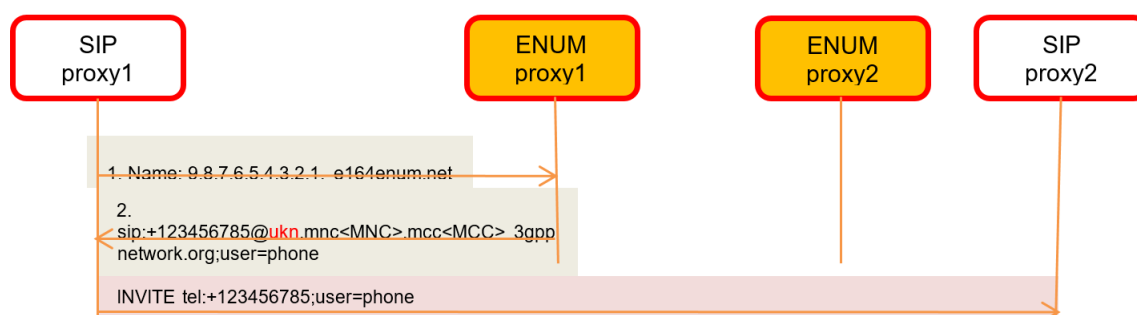 SIP
proxy1
ENUM
proxy1
ENUM
proxy2
SIP
proxy2
1. Name: 9.8.7.6.5.4.3.2.1. e164enum.net
2.
sip:+123456785@ukn.mnc<MNC>.mcc<MCC> 3gpp
network.org;user=phone
INVITE tel:+123456785;user=phone